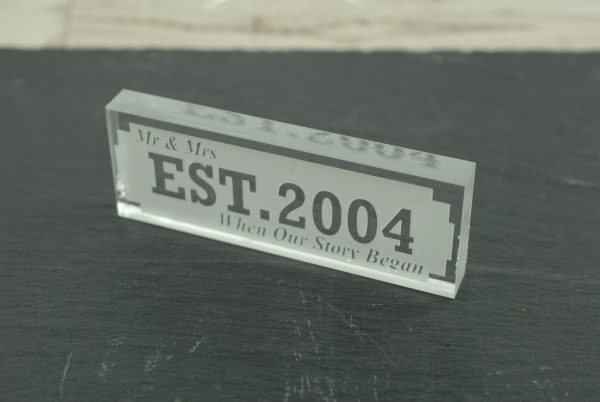 Mr & Mrs
EST.2004
When Our Story Began